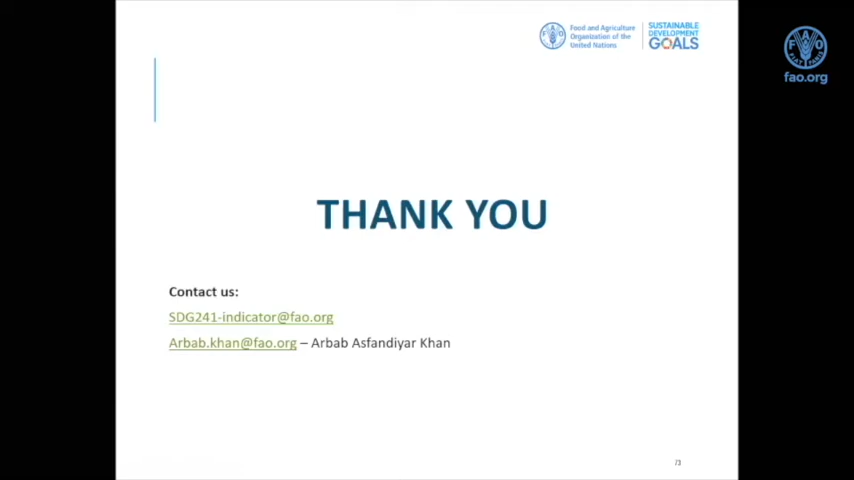 Food and Agriculture
Organization of the
United Nations
SUSTAINABLE
DEVELOPMENT
GOALS
fao.org
THANK YOU
Contact us:
SDG241-indicator@fao.org
Arbab.khan@fao.org – Arbab Asfandiyar Khan